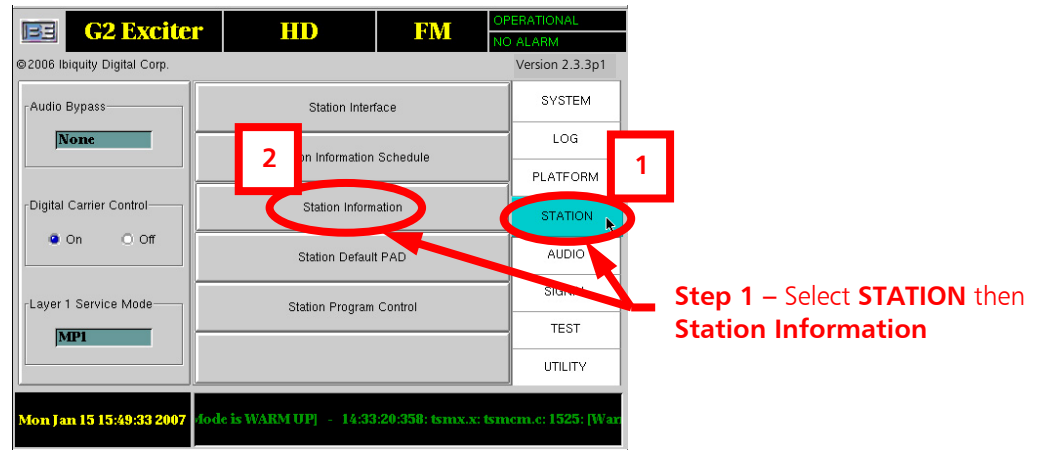 G2 Exciter HD FM
OPERATIONAL
NO ALARM
©2006 Ibiquity Digital Corp.
Version 2.3.3p1
Audio Bypass
None
Digital Carrier Control
On Off
Layer 1 Service Mode
MP1
Station Interface
on Information Schedule
Station Information
Station Default PAD
Station Program Control
SYSTEM
LOG
PLATFORM
STATION
AUDIO
TEST
UTILITY
2
1
Step 1 – Select STATION then
Station Information
Mon Jan 15 15:49:33 2007
Mode is WARM UP] - 14:33:20:358: tsmx.x: tsmcm.c: 1525: [War